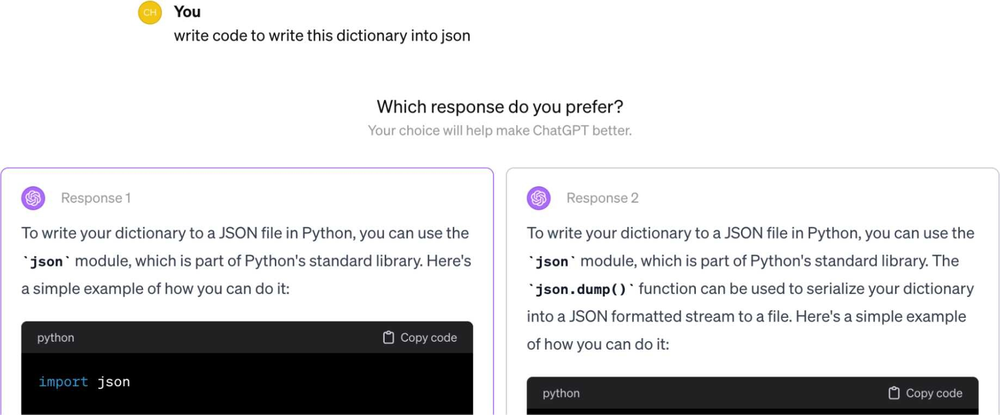 CH
You
write code to write this dictionary into json
Which response do you prefer?
Your choice will help make ChatGPT better.
Response 1
To write your dictionary to a JSON file in Python, you can use the
`json` module, which is part of Python's standard library. Here's
a simple example of how you can do it:
python
Copy code
import json
Response 2
To write your dictionary to a JSON file in Python, you can use the
`json` module, which is part of Python's standard library. The
`json.dump()` function can be used to serialize your dictionary
into a JSON formatted stream to a file. Here's a simple example
of how you can do it:
python
Copy code